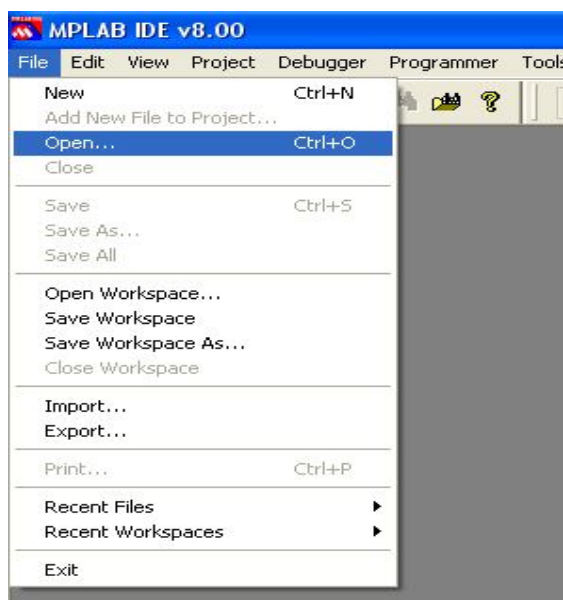 MPLAB IDE v8.00
File Edit View Project Debugger Programmer Tools
New Ctrl+N
Add New File to Project...
Open... Ctrl+O
Close
Save Ctrl+S
Save As...
Save All
Open Workspace...
Save Workspace
Save Workspace As...
Close Workspace
Import...
Export...
Print... Ctrl+P
Recent Files
Recent Workspaces
Exit